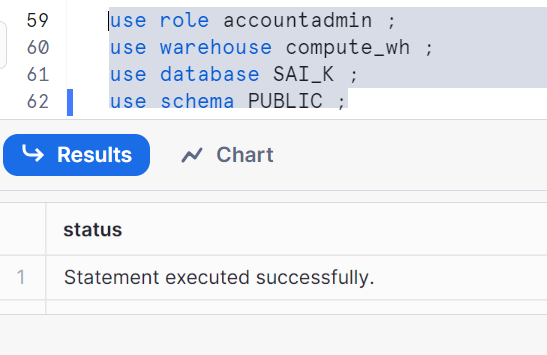 59 use role accountadmin ;
60 use warehouse compute_wh ;
61 use database SAI_K ;
62 use schema PUBLIC ;
Results Chart
status
1 Statement executed successfully.